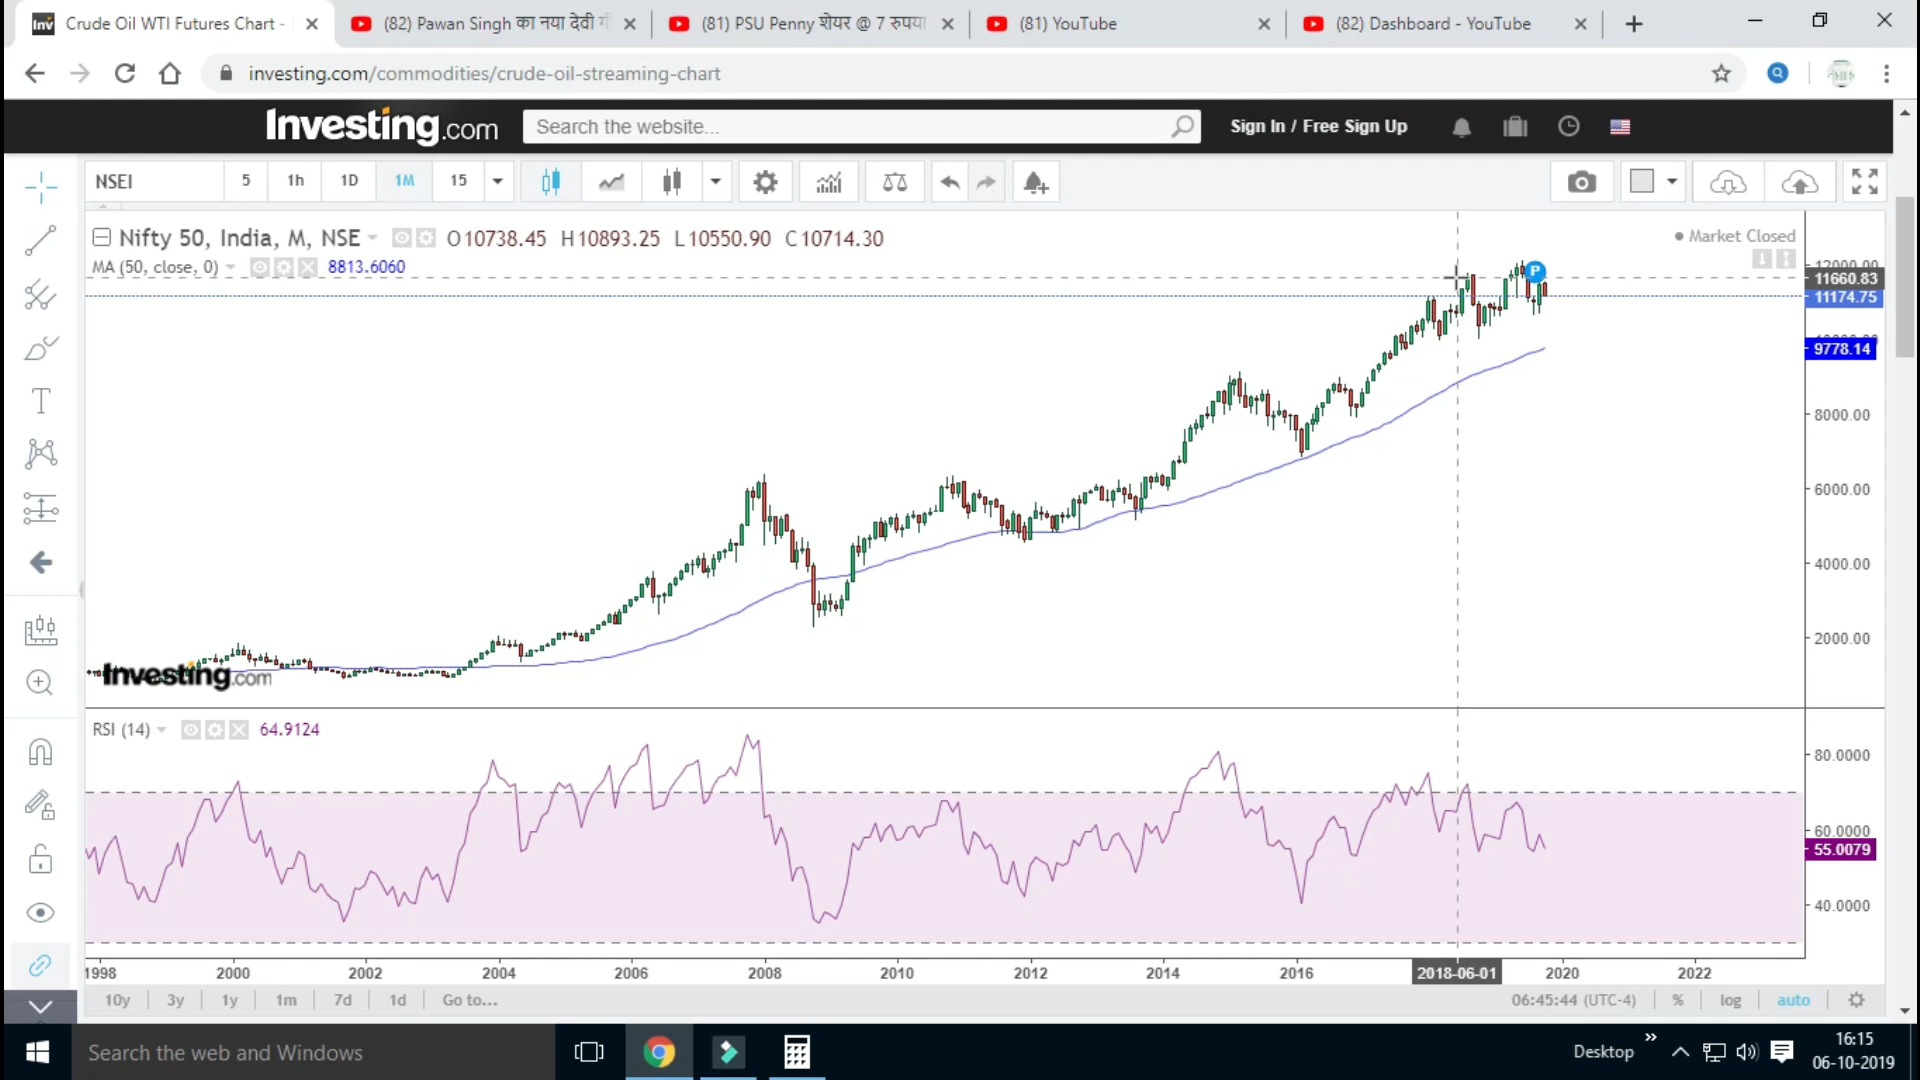 Crude Oil WTI Futures Chart -
(82) Pawan Singh का नया देवी
(81) PSU Penny शेयर @ 7 रुपया
(81) YouTube
(82) Dashboard - YouTube
investing.com/commodities/crude-oil-streaming-chart
Investing.com
Search the website...
Sign In / Free Sign Up
NSEI 5 1h 1D 1M 15
Nifty 50, India, M, NSE O10738.45 H10893.25 L10550.90 C10714.30
Market Closed
MA (50, close, 0) 8813.6060
12000.00
11660.83
11174.75
9778.14
8000.00
6000.00
4000.00
2000.00
Investing.com
RSI (14) 64.9124
80.0000
60.0000
55.0079
40.0000
1998 2000 2002 2004 2006 2008 2010 2012 2014 2016 2018-06-01 2020 2022
10y 3y 1y 1m 7d 1d Go to... 06:45:44 (UTC-4) % log auto
Search the web and Windows
Desktop
16:15
06-10-2019